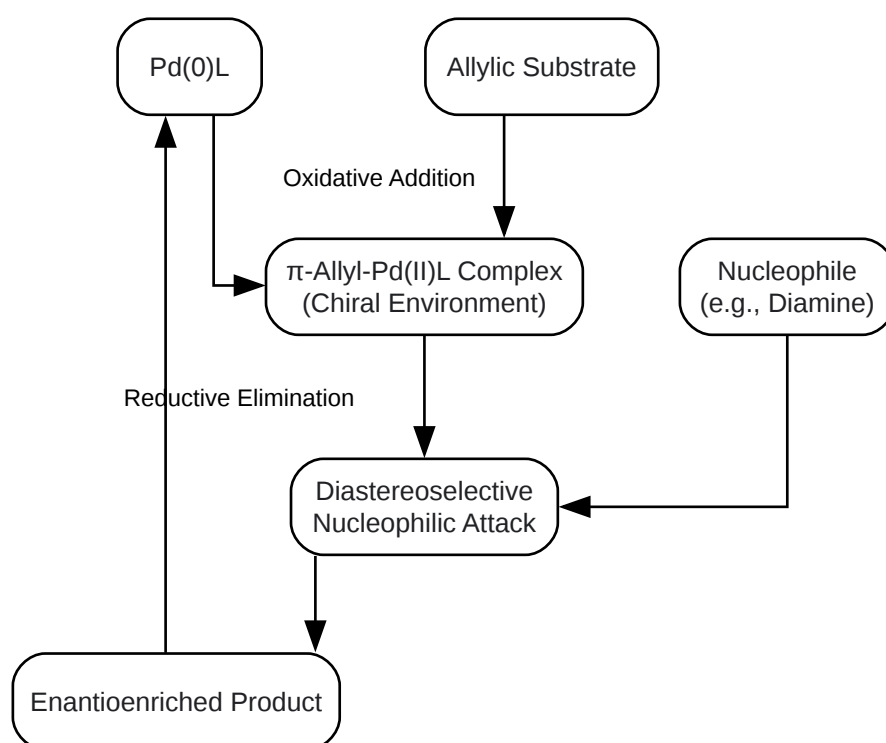 Pd(0)L
Allylic Substrate
Oxidative Addition
π-Allyl-Pd(II)L Complex
(Chiral Environment)
Nucleophile
(e.g., Diamine)
Reductive Elimination
Diastereoselective
Nucleophilic Attack
Enantioenriched Product